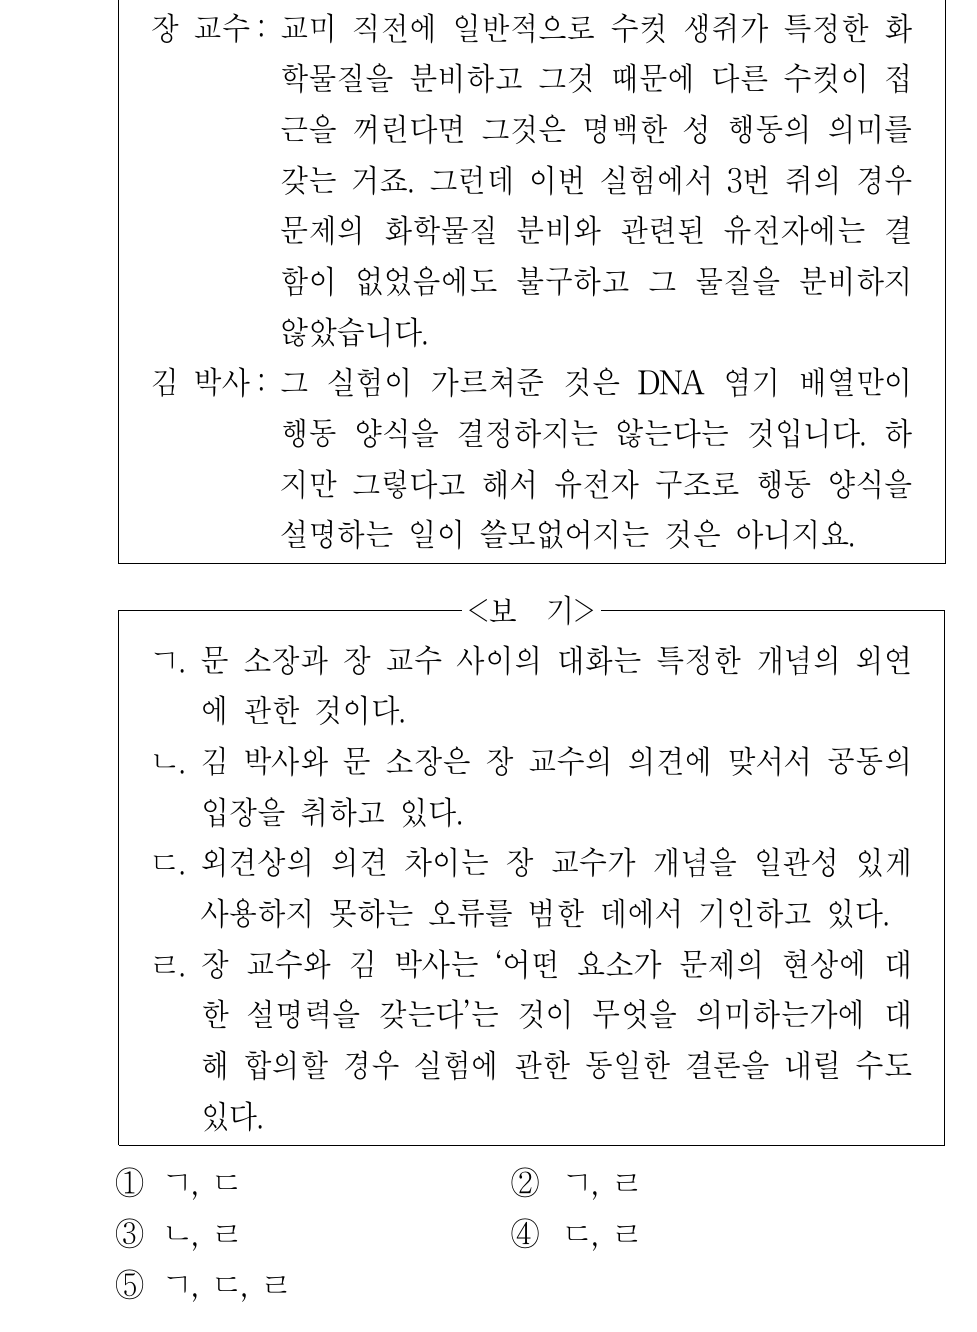 장 교수 : 교미 직전에 일반적으로 수컷 생쥐가 특정한 화
학물질을 분비하고 그것 때문에 다른 수컷이 접
근을 꺼린다면 그것은 명백한 성 행동의 의미를
갖는 거죠. 그런데 이번 실험에서 3번 쥐의 경우
문제의 화학물질 분비와 관련된 유전자에는 결
함이 없었음에도 불구하고 그 물질을 분비하지
않았습니다.
김 박사 : 그 실험이 가르쳐준 것은 DNA 염기 배열만이
행동 양식을 결정하지는 않는다는 것입니다. 하
지만 그렇다고 해서 유전자 구조로 행동 양식을
설명하는 일이 쓸모없어지는 것은 아니지요.
<보 기>
ㄱ. 문 소장과 장 교수 사이의 대화는 특정한 개념의 외연
에 관한 것이다.
ㄴ. 김 박사와 문 소장은 장 교수의 의견에 맞서서 공동의
입장을 취하고 있다.
ㄷ. 외견상의 의견 차이는 장 교수가 개념을 일관성 있게
사용하지 못하는 오류를 범한 데에서 기인하고 있다.
ㄹ. 장 교수와 김 박사는 ‘어떤 요소가 문제의 현상에 대
한 설명력을 갖는다’는 것이 무엇을 의미하는가에 대
해 합의할 경우 실험에 관한 동일한 결론을 내릴 수도
있다.
① ㄱ, ㄷ ② ㄱ, ㄹ
③ ㄴ, ㄹ ④ ㄷ, ㄹ
⑤ ㄱ, ㄷ, ㄹ